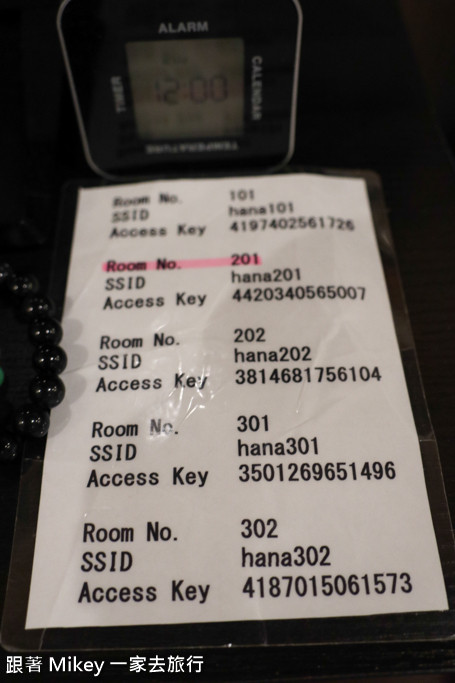 ALARM
TIMER
12:00
CALENDAR
TEMPERATURE
Room No. 101
SSID hana101
Access Key 4197402561726
Room No. 201
SSID hana201
Access Key 4420340565007
Room No. 202
SSID hana202
Access Key 3814681756104
Room No. 301
SSID hana301
Access Key 3501269651496
Room No. 302
SSID hana302
Access Key 4187015061573
跟著 Mikey 一家去旅行